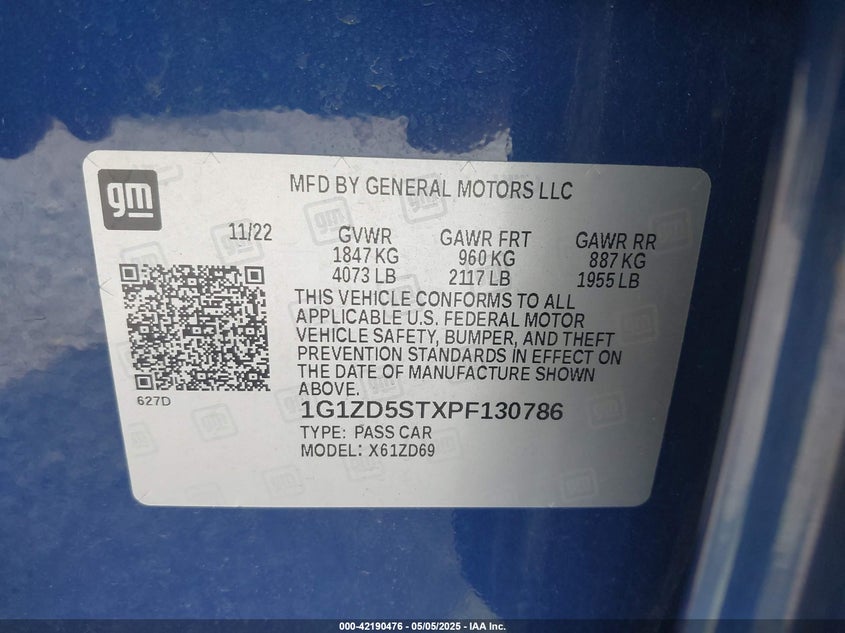 gm
MFD BY GENERAL MOTORS LLC
11/22
GVWR
1847 KG
4073 LB
GAWR FRT
960 KG
2117 LB
GAWR RR
887 KG
1955 LB
THIS VEHICLE CONFORMS TO ALL
APPLICABLE U.S. FEDERAL MOTOR
VEHICLE SAFETY, BUMPER, AND THEFT
PREVENTION STANDARDS IN EFFECT ON
THE DATE OF MANUFACTURE SHOWN
ABOVE.
627D
1G1ZD5STXPF130786
TYPE: PASS CAR
MODEL: X61ZD69
000-42190476 - 05/05/2025 - IAA Inc.